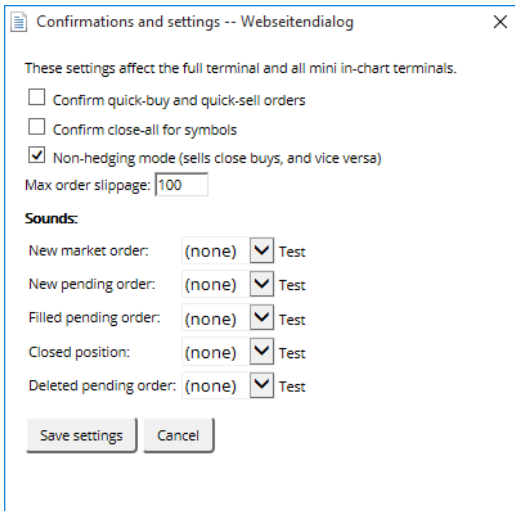 Confirmations and settings -- Webseitendialog
These settings affect the full terminal and all mini in-chart terminals.
Confirm quick-buy and quick-sell orders
Confirm close-all for symbols
Non-hedging mode (sells close buys, and vice versa)
Max order slippage: 100
Sounds:
New market order: (none) Test
New pending order: (none) Test
Filled pending order: (none) Test
Closed position: (none) Test
Deleted pending order: (none) Test
Save settings Cancel